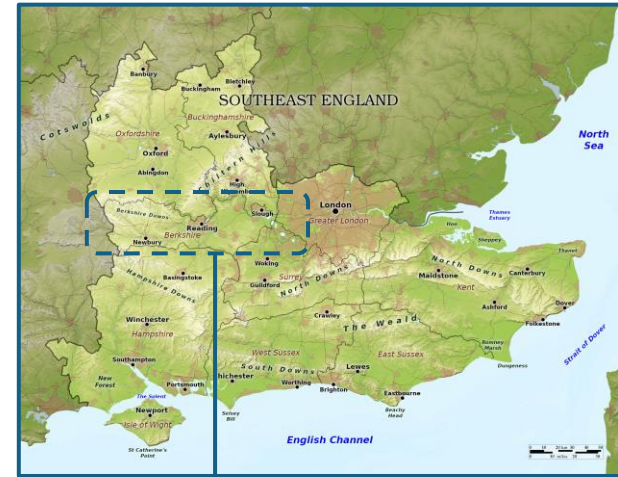 Banbury
Bletchley
Buckingham
SOUTHEAST ENGLAND
Cotswolds
Oxfordshire
Buckinghamshire
Aylesbury
North
Sea
Oxford
Abingdon
Chiltern Hills
High
London
Berkshire Downs
Slough
Greater London
Thames
Estuary
Reading
Berkshire
Newbury
Hoo
Sheppey
Thanet
Woking
Basingstoke
Surrey
Guildford
North Downs
Maidstone
North Downs
Canterbury
Kent
Hampshire Downs
Ashford
Dover
Folkestone
Winchester
Hampshire
Crawley
The Weald
Romney
Marsh
Strait of Dover
Southampton
West Sussex
East Sussex
Lewes
Dungeness
New
Forest
Portsmouth
South Downs
hichester
Worthing
Brighton
Eastbourne
The Solent
Newport
Isle of Wight
Selsey
Bill
Beachy
Head
English Channel
St Catherine's
Point